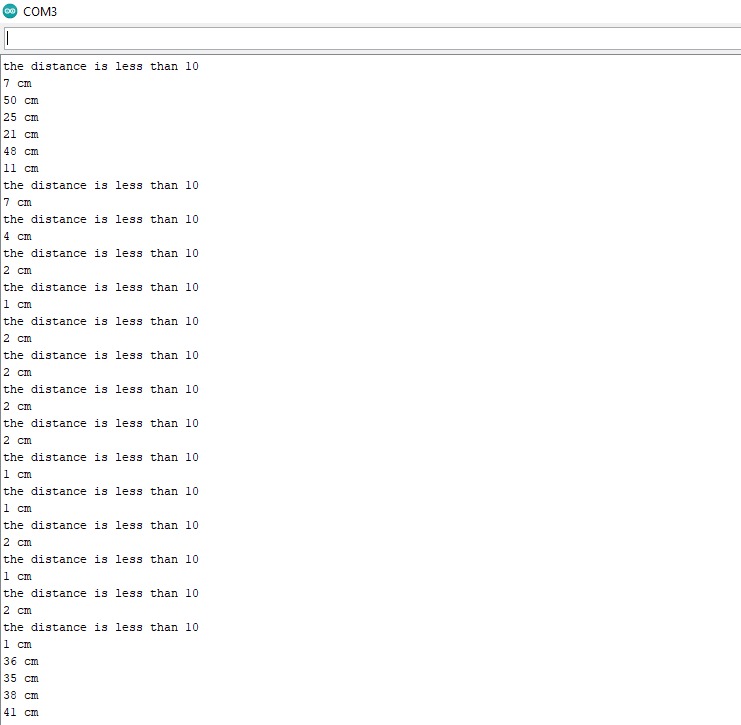 COM3
the distance is less than 10
7 cm
50 cm
25 cm
21 cm
48 cm
11 cm
the distance is less than 10
7 cm
the distance is less than 10
4 cm
the distance is less than 10
2 cm
the distance is less than 10
1 cm
the distance is less than 10
2 cm
the distance is less than 10
2 cm
the distance is less than 10
2 cm
the distance is less than 10
2 cm
the distance is less than 10
1 cm
the distance is less than 10
1 cm
the distance is less than 10
2 cm
the distance is less than 10
1 cm
the distance is less than 10
2 cm
the distance is less than 10
1 cm
36 cm
35 cm
38 cm
41 cm